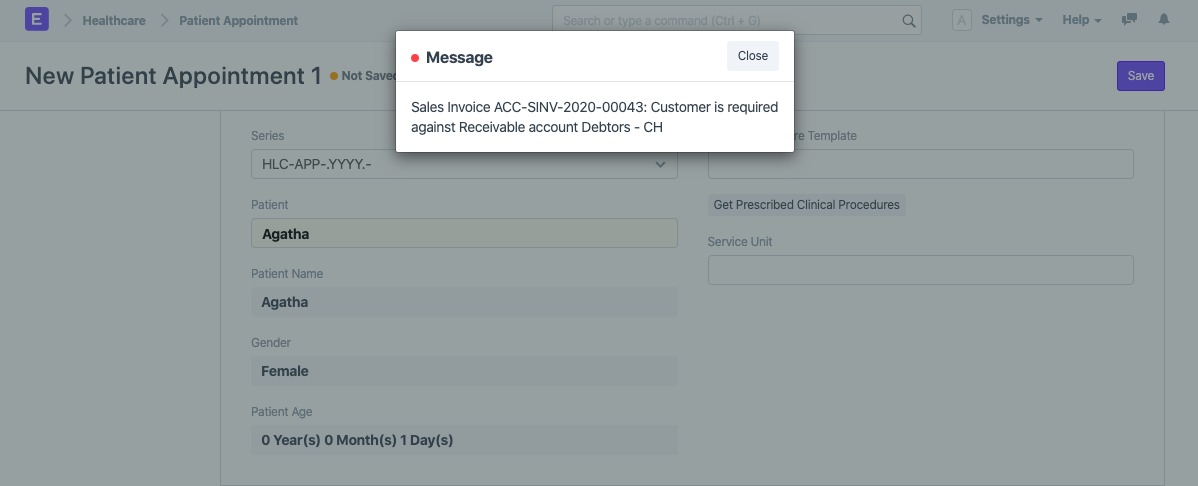 E Healthcare Patient Appointment Search or type a command (Ctrl + G) A Settings Help
Message Close
New Patient Appointment 1 Not Saved Save
Sales Invoice ACC-SINV-2020-00043: Customer is required
against Receivable account Debtors - CH
Series
HLC-APP-.YYYY.-
Patient
Agatha
Patient Name
Agatha
Gender
Female
Patient Age
0 Year(s) 0 Month(s) 1 Day(s)
re Template
Get Prescribed Clinical Procedures
Service Unit